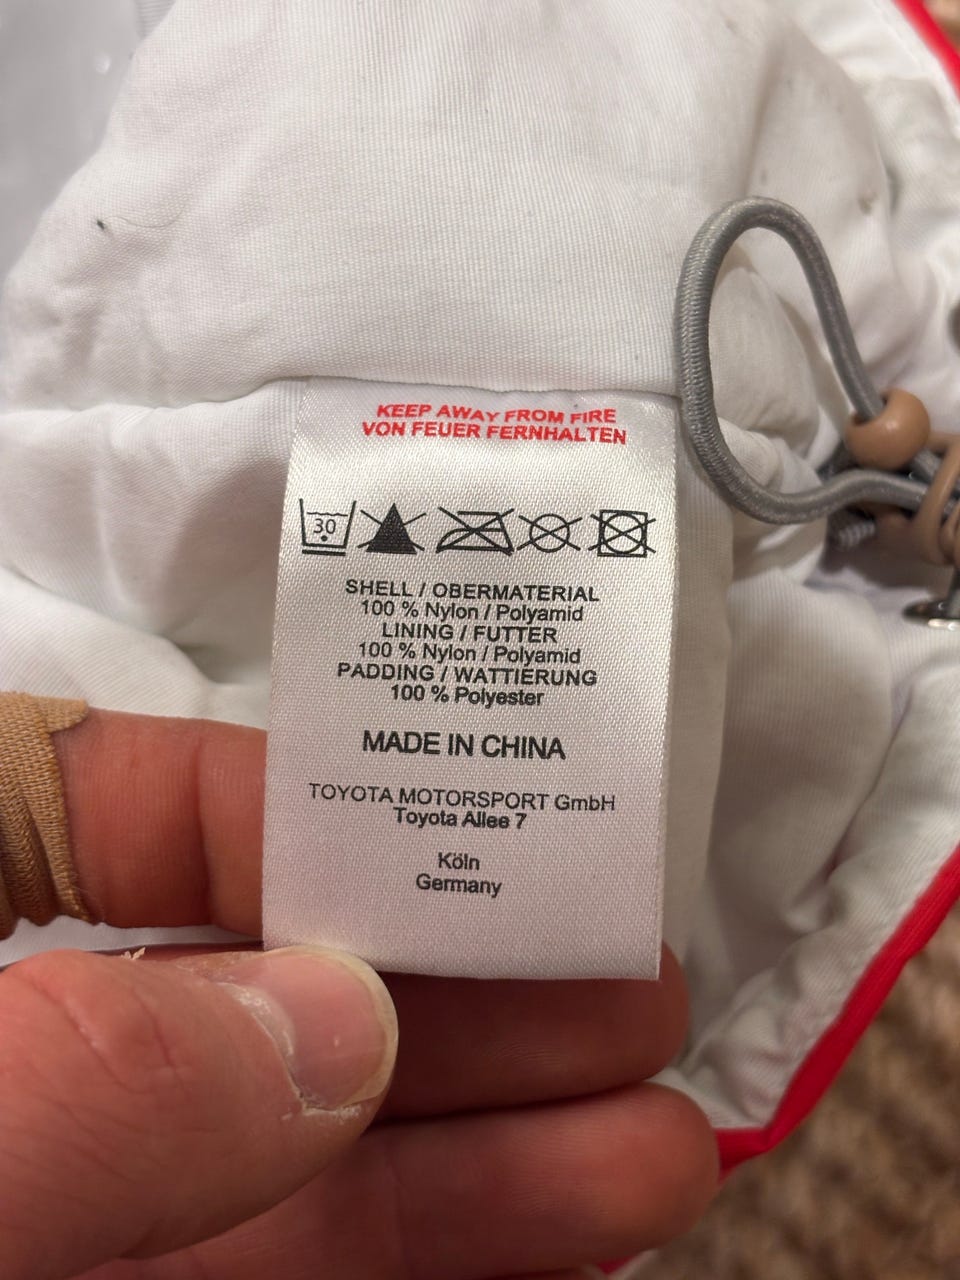 KEEP AWAY FROM FIRE
VON FEUER FERNHALTEN
30
SHELL / OBERMATERIAL
100 % Nylon / Polyamid
LINING / FUTTER
100 % Nylon / Polyamid
PADDING / WATTIERUNG
100 % Polyester
MADE IN CHINA
TOYOTA MOTORSPORT GmbH
Toyota Allee 7
Köln
Germany